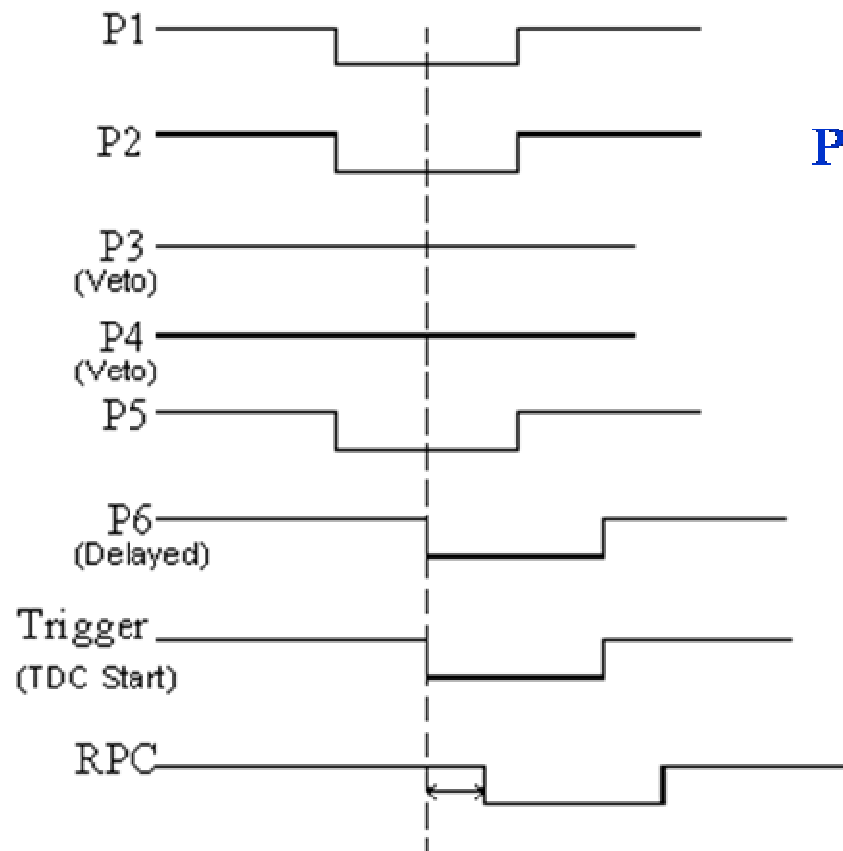 P1
P2
P
P3
(Veto)
P4
(Veto)
P5
P6
(Delayed)
Trigger
(TDC Start)
RPC